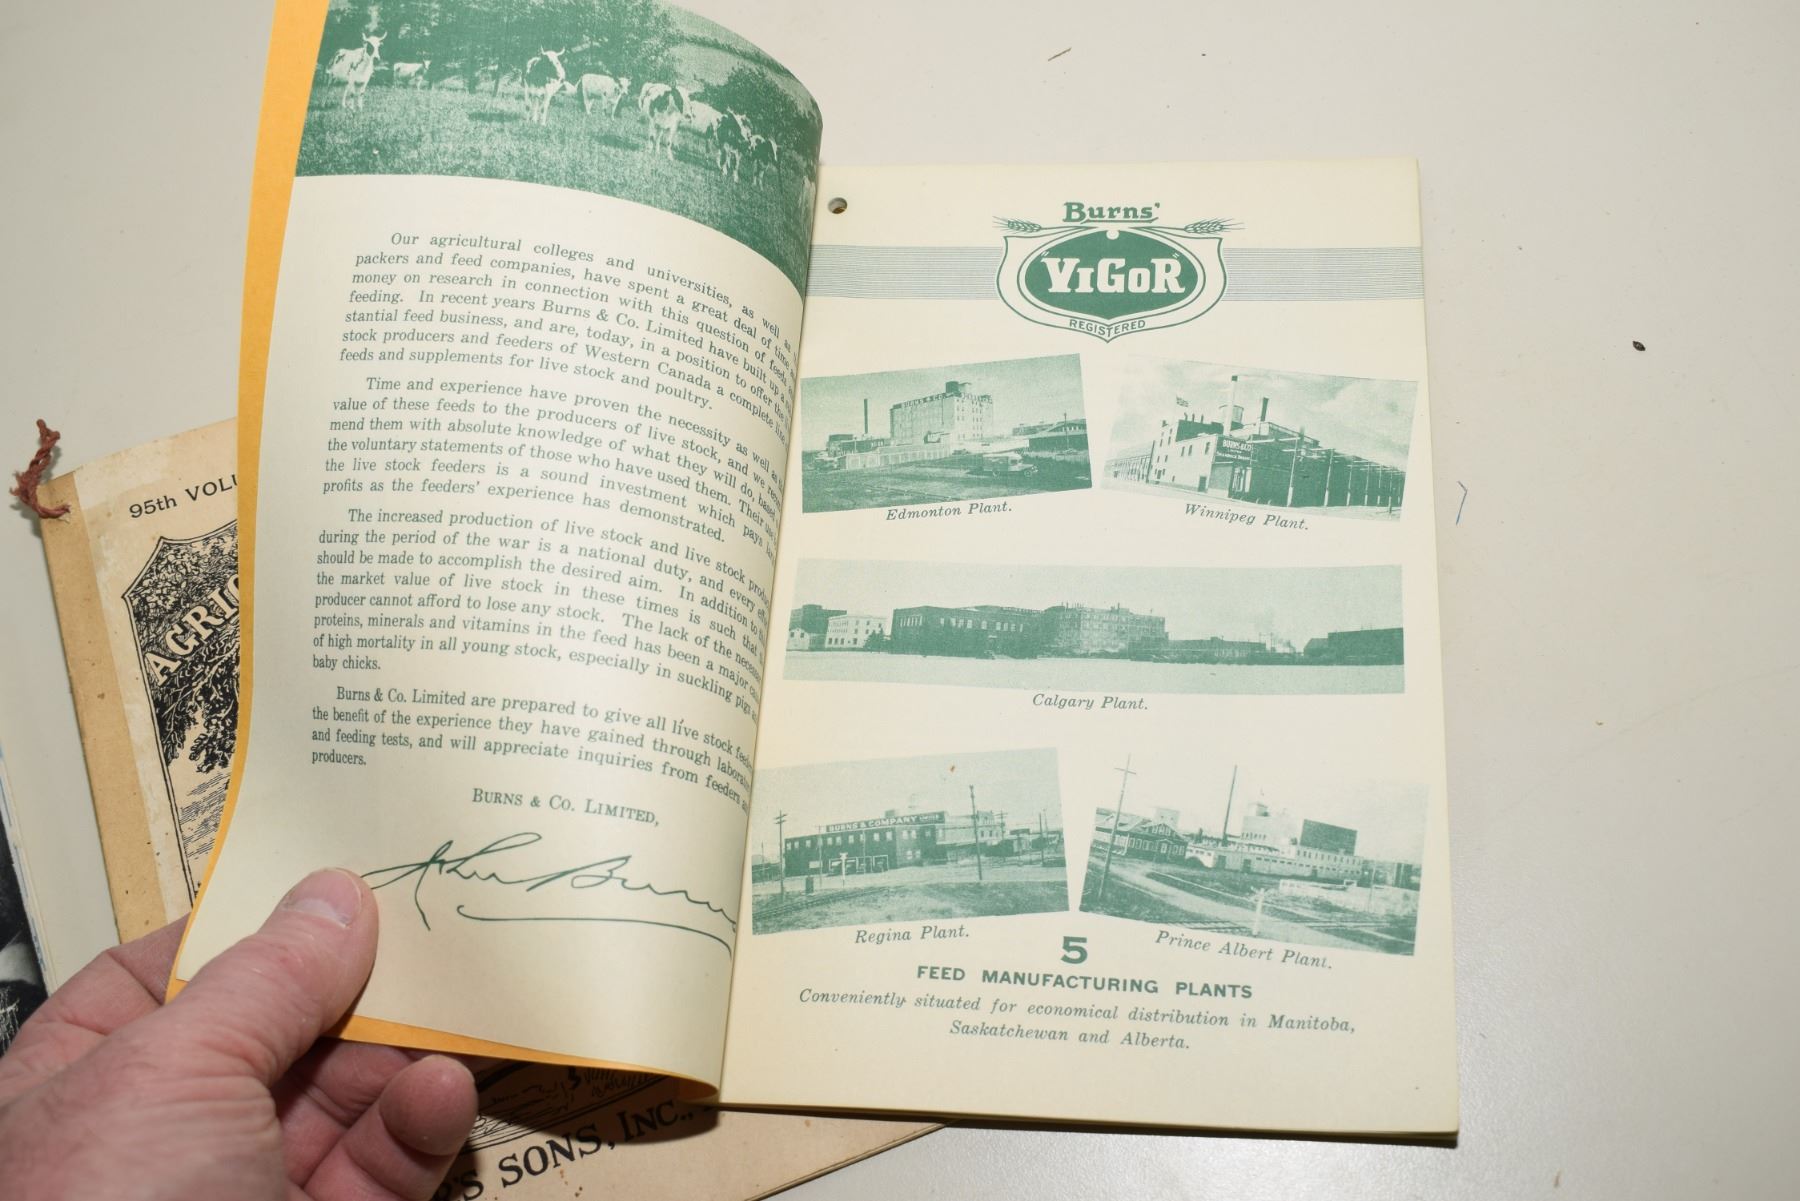 Our agricultural colleges and universities, as well as
packers and feed companies, have spent a great deal of time
money on research in connection with this question of feeds
feeding. In recent years Burns & Co. Limited have built up a
stantial feed business, and are, today, in a position to offer the
stock producers and feeders of Western Canada a complete line
feeds and supplements for live stock and poultry.
Time and experience have proven the necessity as well as
value of these feeds to the producers of live stock, and we
mend them with absolute knowledge of what they will do,
the voluntary statements of those who have used them. Their use
the live stock feeders is a sound investment which pays
profits as the feeders' experience has demonstrated.
The increased production of live stock and live stock
during the period of the war is a national duty, and every
should be made to accomplish the desired aim. In addition to
the market value of live stock in these times is such that
producer cannot afford to lose any stock. The lack of the
proteins, minerals and vitamins in the feed has been a major
of high mortality in all young stock, especially in suckling pigs
baby chicks.
Burns & Co. Limited are prepared to give all live stock
the benefit of the experience they have gained through
and feeding tests, and will appreciate inquiries from feeders
producers.
BURNS & CO. LIMITED,
John Burns
Burns'
"VIGOR"
REGISTERED
BURNS & CO.
Edmonton Plant.
BURNS & CO.
Winnipeg Plant.
Calgary Plant.
BURNS & COMPANY LIMITED
Regina Plant.
Prince Albert Plant.
5
FEED MANUFACTURING PLANTS
Conveniently situated for economical distribution in Manitoba,
Saskatchewan and Alberta.
95th
SONS, INC.,